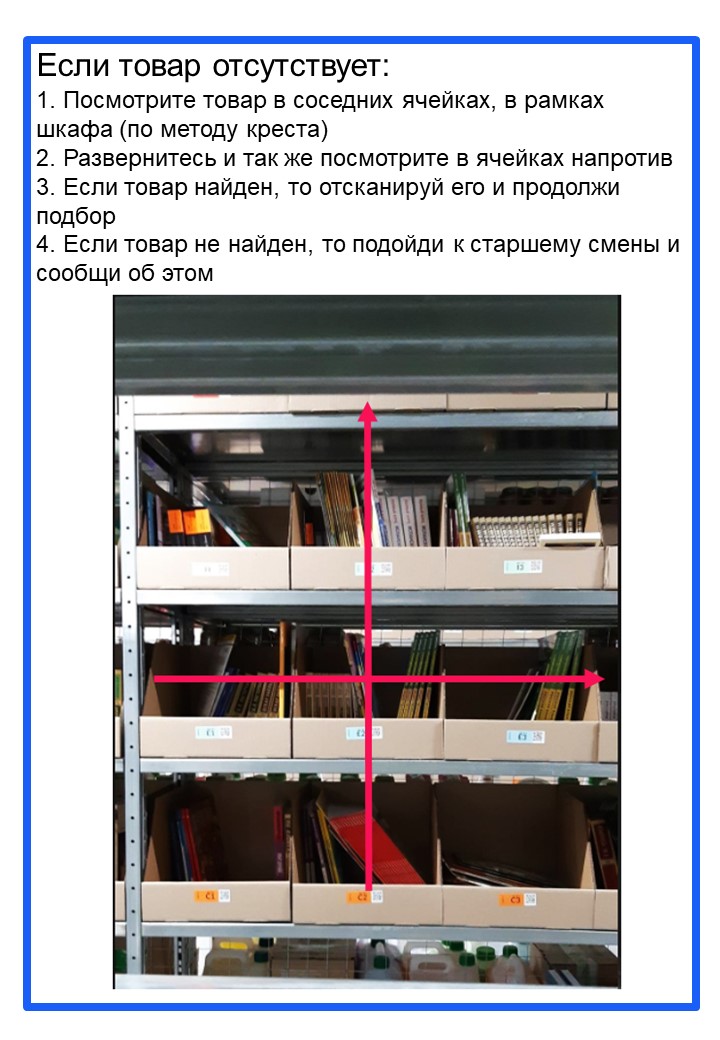 Если товар отсутствует:
1. Посмотрите товар в соседних ячейках, в рамках
шкафа (по методу креста)
2. Развернитесь и так же посмотрите в ячейках напротив
3. Если товар найден, то отсканируй его и продолжи
подбор
4. Если товар не найден, то подойди к старшему смены и
сообщи об этом